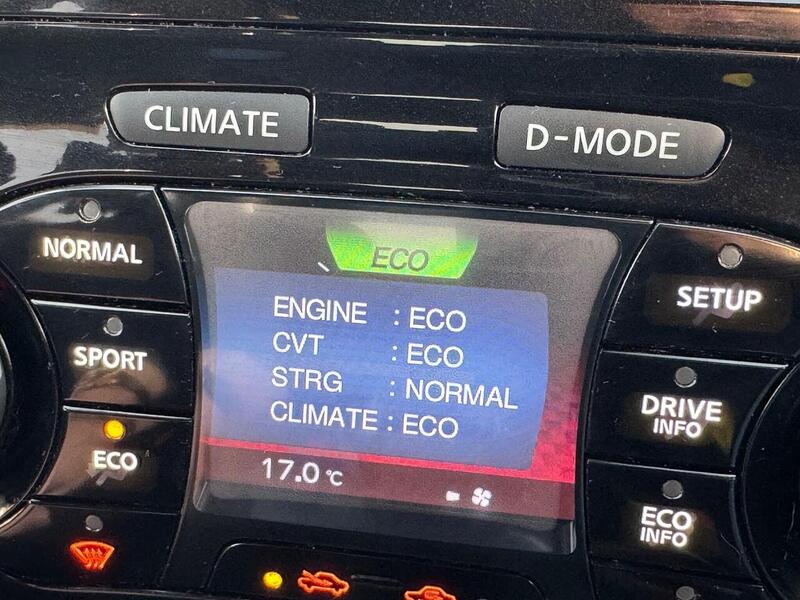 CLIMATE
D-MODE
NORMAL
SPORT
ECO
ECO
ENGINE : ECO
CVT : ECO
STRG : NORMAL
CLIMATE : ECO
17.0 °C
SETUP
DRIVE
INFO
ECO
INFO